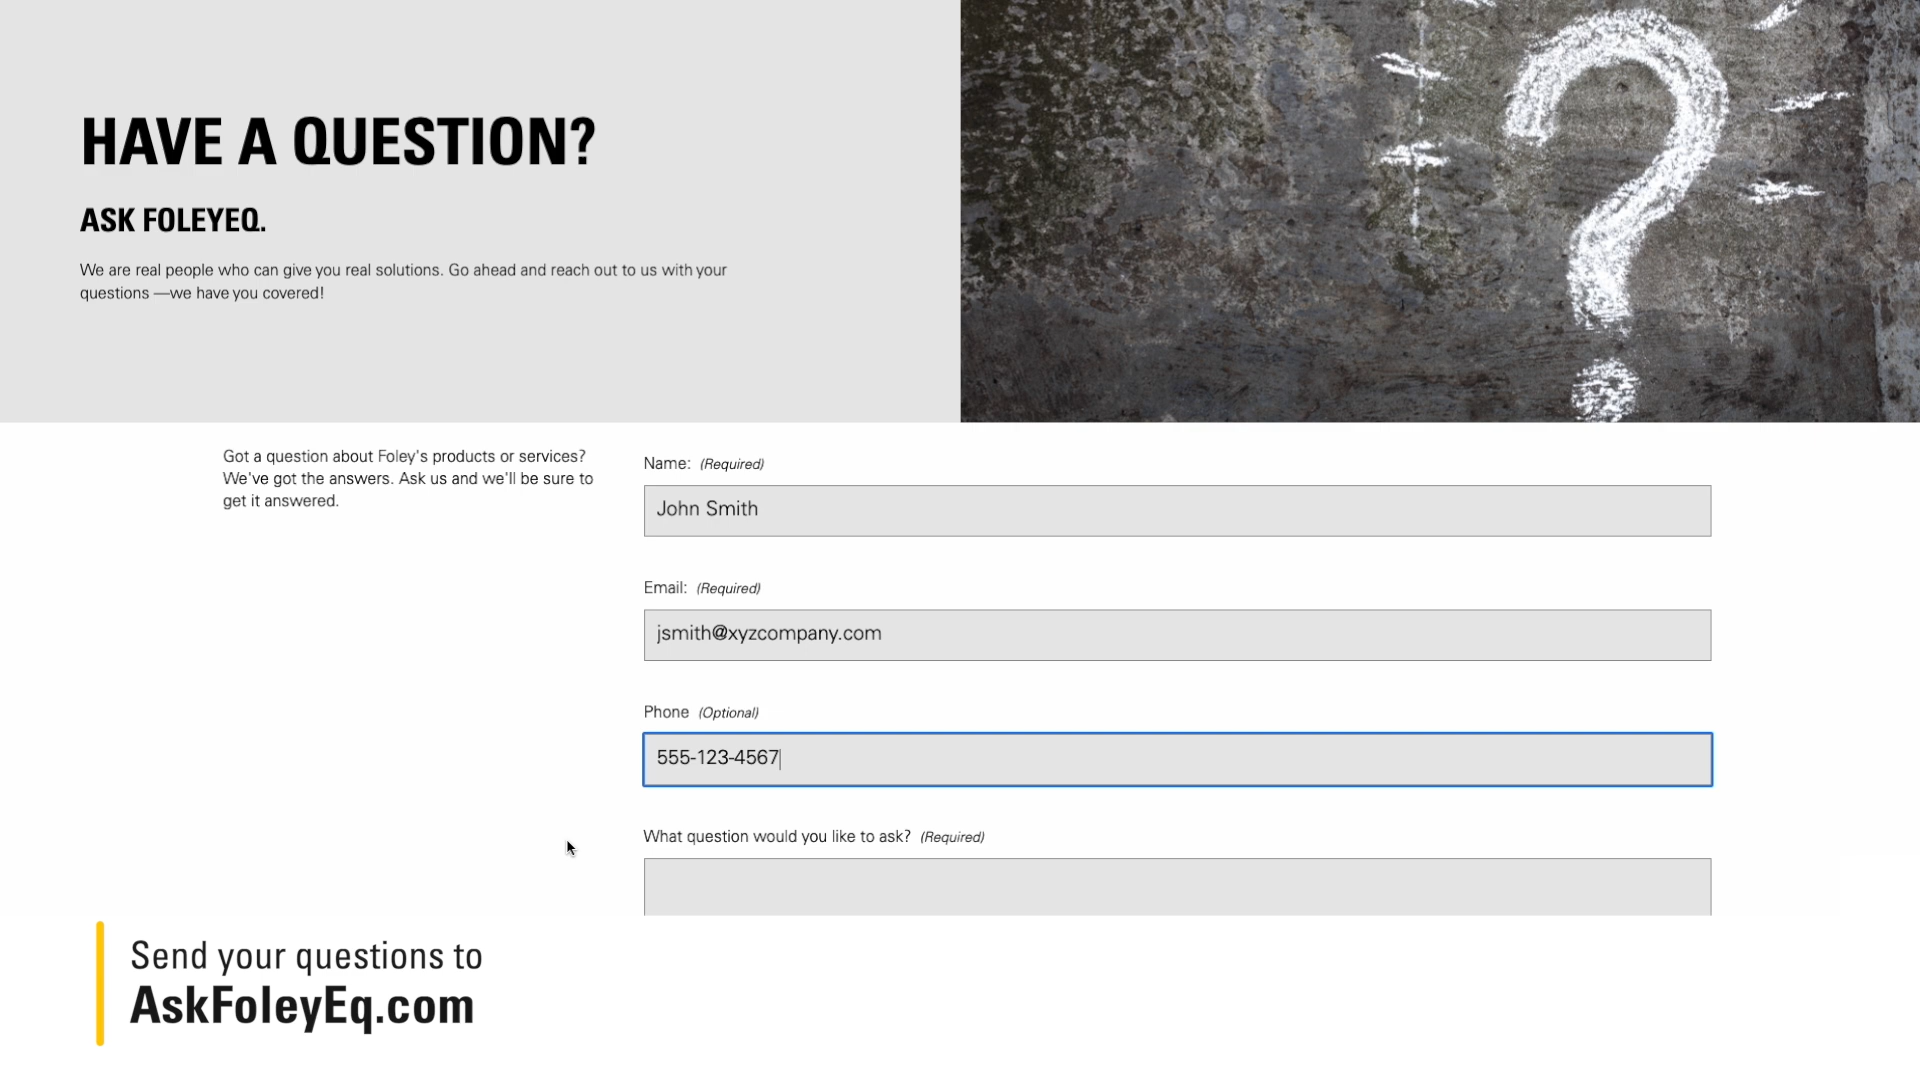 HAVE A QUESTION?
ASK FOLEYEQ.
We are real people who can give you real solutions. Go ahead and reach out to us with your
questions —we have you covered!
Got a question about Foley's products or services?
We've got the answers. Ask us and we'll be sure to
get it answered.
Name: (Required)
John Smith
Email: (Required)
jsmith@xyzcompany.com
Phone (Optional)
555-123-4567
What question would you like to ask? (Required)
Send your questions to
AskFoleyEq.com